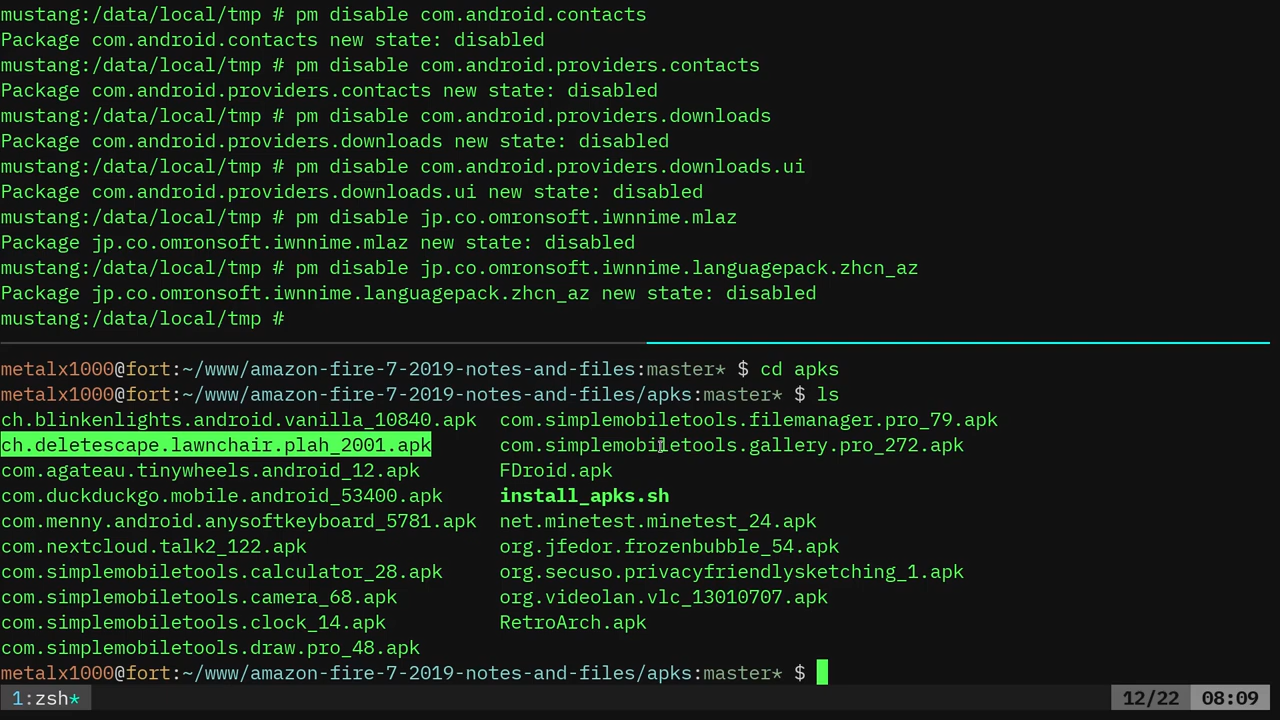 mustang:/data/local/tmp # pm disable com.android.contacts
Package com.android.contacts new state: disabled
mustang:/data/local/tmp # pm disable com.android.providers.contacts
Package com.android.providers.contacts new state: disabled
mustang:/data/local/tmp # pm disable com.android.providers.downloads
Package com.android.providers.downloads new state: disabled
mustang:/data/local/tmp # pm disable com.android.providers.downloads.ui
Package com.android.providers.downloads.ui new state: disabled
mustang:/data/local/tmp # pm disable jp.co.omronsoft.iwnnime.mlaz
Package jp.co.omronsoft.iwnnime.mlaz new state: disabled
mustang:/data/local/tmp # pm disable jp.co.omronsoft.iwnnime.languagepack.zhcn_az
Package jp.co.omronsoft.iwnnime.languagepack.zhcn_az new state: disabled
mustang:/data/local/tmp #
metalx1000@fort:~/www/amazon-fire-7-2019-notes-and-files:master* $ cd apks
metalx1000@fort:~/www/amazon-fire-7-2019-notes-and-files/apks:master* $ ls
ch.blinkenlights.android.vanilla_10840.apk com.simplemobiletools.filemanager.pro_79.apk
ch.deletescape.lawnchair.plah_2001.apk com.simplemobiletools.gallery.pro_272.apk
com.agateau.tinywheels.android_12.apk FDroid.apk
com.duckduckgo.mobile.android_53400.apk install_apks.sh
com.menny.android.anysoftkeyboard_5781.apk net.minetest.minetest_24.apk
com.nextcloud.talk2_122.apk org.jfedor.frozenbubble_54.apk
com.simplemobiletools.calculator_28.apk org.secuso.privacyfriendlysketching_1.apk
com.simplemobiletools.camera_68.apk org.videolan.vlc_13010707.apk
com.simplemobiletools.clock_14.apk RetroArch.apk
com.simplemobiletools.draw.pro_48.apk
metalx1000@fort:~/www/amazon-fire-7-2019-notes-and-files/apks:master* $
1:zsh* 12/22 08:09